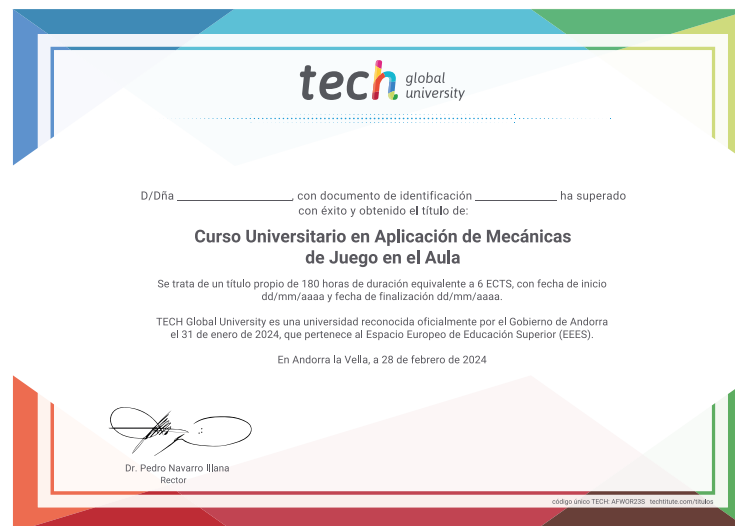 tech global university
D/Dña ____________________, con documento de identificación ______________ ha superado
con éxito y obtenido el título de:
Curso Universitario en Aplicación de Mecánicas
de Juego en el Aula
Se trata de un título propio de 180 horas de duración equivalente a 6 ECTS, con fecha de inicio
dd/mm/aaaa y fecha de finalización dd/mm/aaaa.
TECH Global University es una universidad reconocida oficialmente por el Gobierno de Andorra
el 31 de enero de 2024, que pertenece al Espacio Europeo de Educación Superior (EEES).
En Andorra la Vella, a 28 de febrero de 2024
Dr. Pedro Navarro Illana
Rector
código único TECH: AFWOR23S techtitute.com/titulos